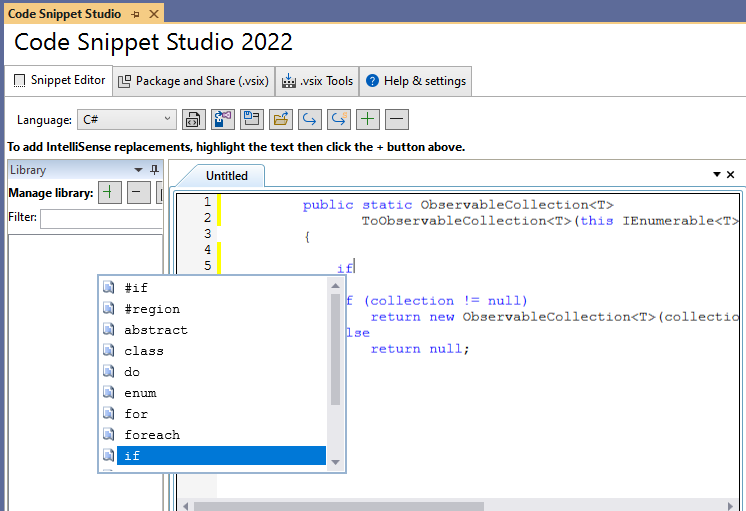 Code Snippet Studio
Code Snippet Studio 2022
Snippet Editor
Package and Share (.vsix)
.vsix Tools
Help & settings
Language:
C#
To add IntelliSense replacements, highlight the text then click the + button above.
Library
Untitled
Manage library:
Filter:
1 public static ObservableCollection<T>
2 ToObservableCollection<T>(this IEnumerable<T>
3 {
4
5 if
f (collection != null)
return new ObservableCollection<T>(collectio
lse
return null;
#if
#region
abstract
class
do
enum
for
foreach
if